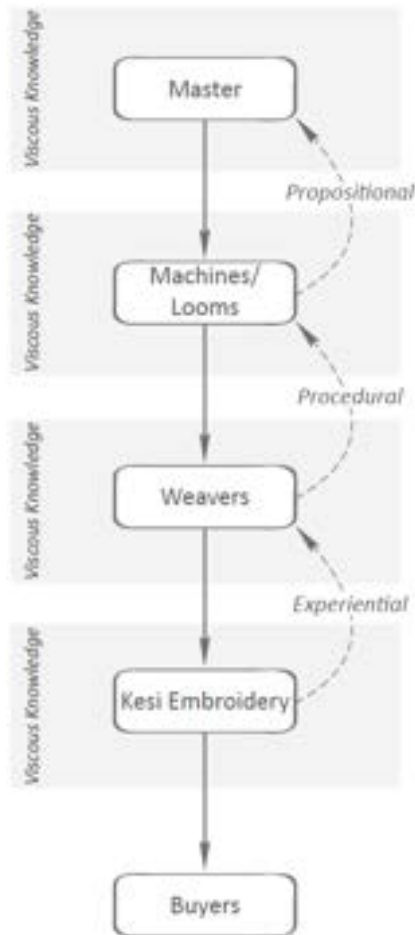 Viscous Knowledge
Master
Propositional
Viscous Knowledge
Machines/
Looms
Procedural
Viscous Knowledge
Weavers
Experiential
Viscous Knowledge
Kesi Embroidery
Buyers